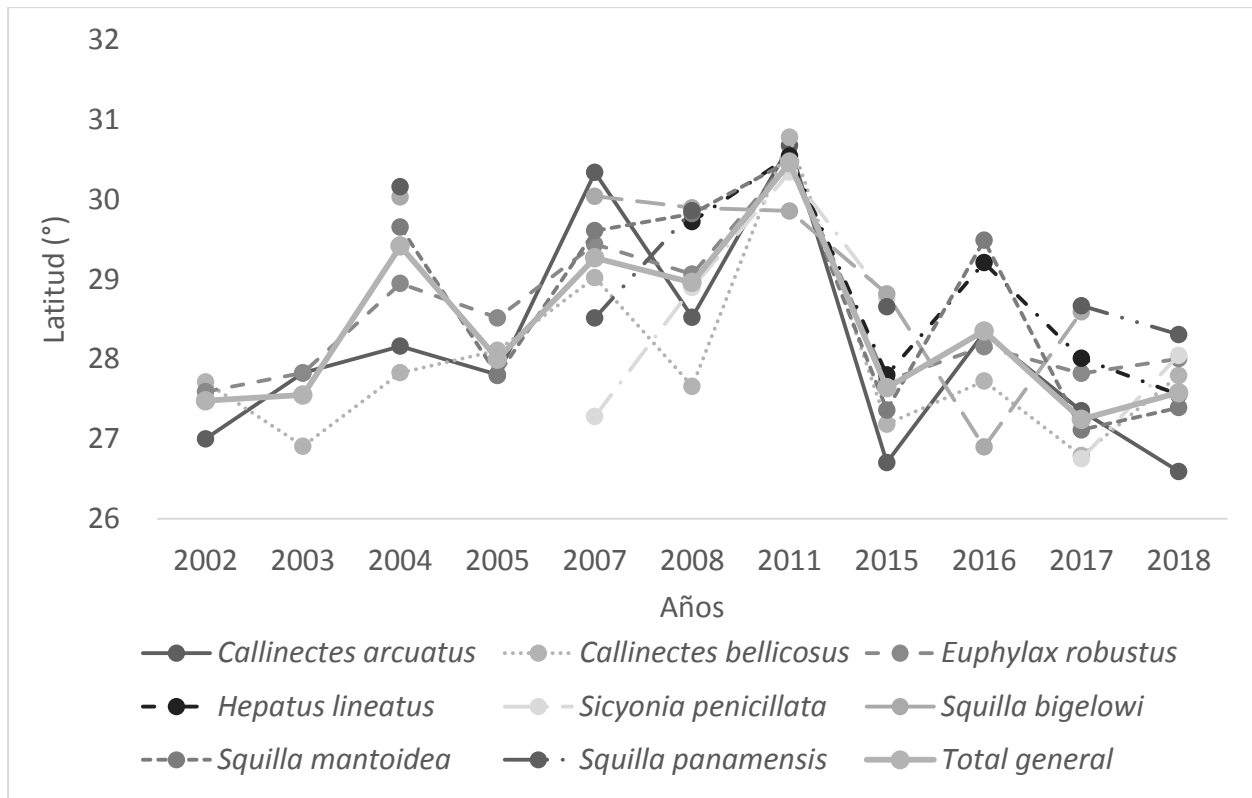 32
31
30
29
28
27
26
Latitud (°)
2002 2003 2004 2005 2007 2008 2011 2015 2016 2017 2018
Años
Callinectes arcuatus Callinectes bellicosus Euphylax robustus
Hepatus lineatus Sicyonia penicillata Squilla bigelowi
Squilla mantoidea Squilla panamensis Total general